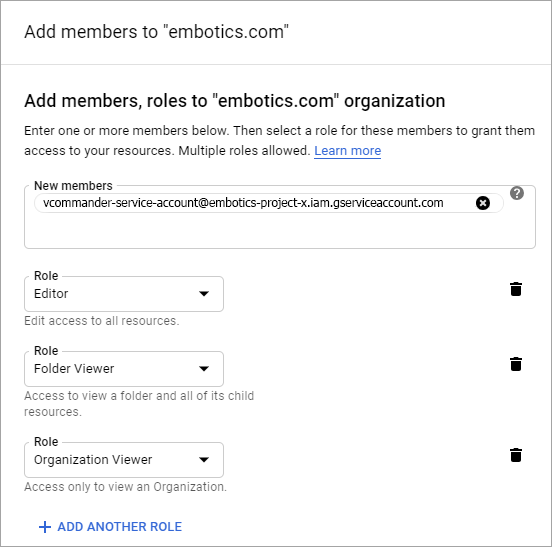 Add members to "embotics.com"
Add members, roles to "embotics.com" organization
Enter one or more members below. Then select a role for these members to grant them
access to your resources. Multiple roles allowed. Learn more
New members
vcommander-service-account@embotics-project-x.iam.gserviceaccount.com
Role
Editor
Edit access to all resources.
Role
Folder Viewer
Access to view a folder and all of its child
resources.
Role
Organization Viewer
Access only to view an Organization.
ADD ANOTHER ROLE